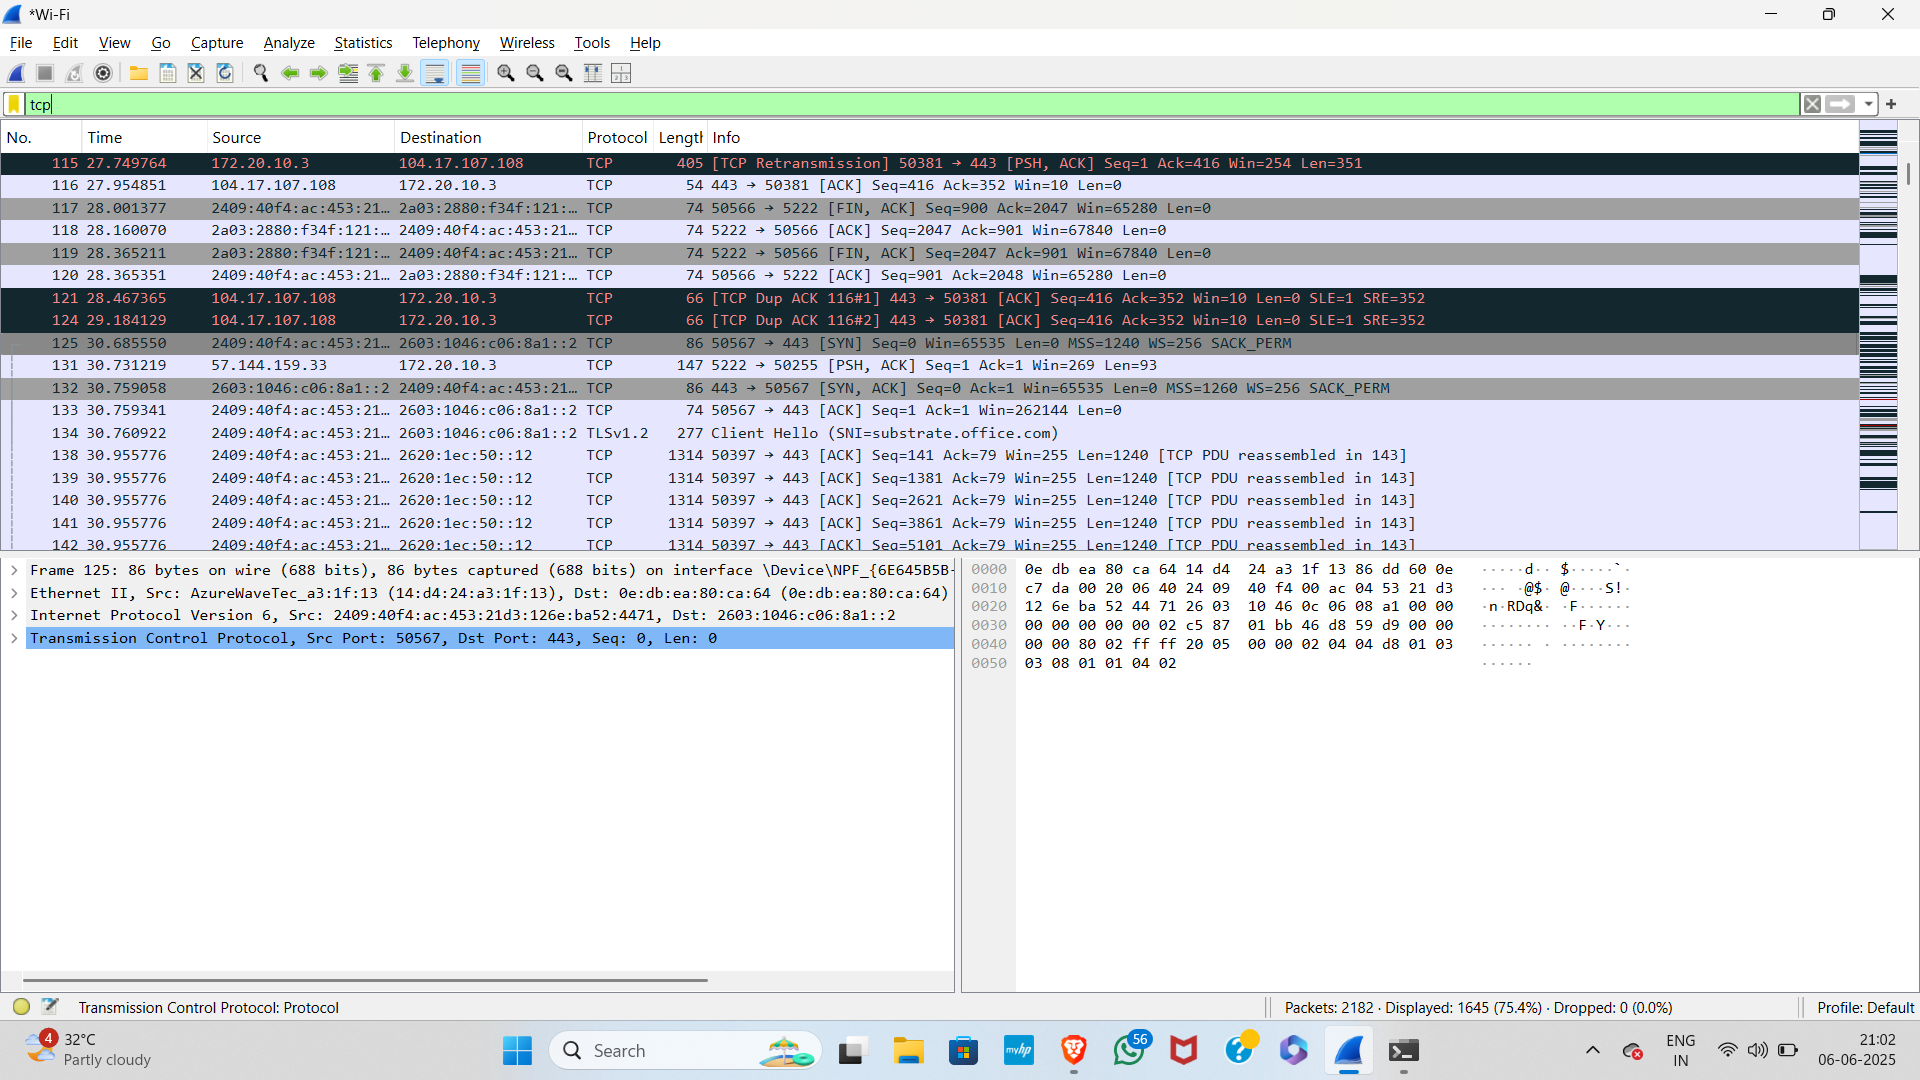 *Wi-Fi
File Edit View Go Capture Analyze Statistics Telephony Wireless Tools Help
tcp
No. Time Source Destination Protocol Length Info
115 27.749764 172.20.10.3 104.17.107.108 TCP 405 [TCP Retransmission] 50381 → 443 [PSH, ACK] Seq=1 Ack=416 Win=254 Len=351
116 27.954851 104.17.107.108 172.20.10.3 TCP 54 443 → 50381 [ACK] Seq=416 Ack=352 Win=10 Len=0
117 28.001377 2409:40f4:ac:453:21… 2a03:2880:f34f:121:… TCP 74 50566 → 5222 [FIN, ACK] Seq=900 Ack=2047 Win=65280 Len=0
118 28.160070 2a03:2880:f34f:121:… 2409:40f4:ac:453:21… TCP 74 5222 → 50566 [ACK] Seq=2047 Ack=901 Win=67840 Len=0
119 28.365211 2a03:2880:f34f:121:… 2409:40f4:ac:453:21… TCP 74 5222 → 50566 [FIN, ACK] Seq=2047 Ack=901 Win=67840 Len=0
120 28.365351 2409:40f4:ac:453:21… 2a03:2880:f34f:121:… TCP 74 50566 → 5222 [ACK] Seq=901 Ack=2048 Win=65280 Len=0
121 28.467365 104.17.107.108 172.20.10.3 TCP 66 [TCP Dup ACK 116#1] 443 → 50381 [ACK] Seq=416 Ack=352 Win=10 Len=0 SLE=1 SRE=352
124 29.184129 104.17.107.108 172.20.10.3 TCP 66 [TCP Dup ACK 116#2] 443 → 50381 [ACK] Seq=416 Ack=352 Win=10 Len=0 SLE=1 SRE=352
125 30.685550 2409:40f4:ac:453:21… 2603:1046:c06:8a1::2 TCP 86 50567 → 443 [SYN] Seq=0 Win=65535 Len=0 MSS=1240 WS=256 SACK_PERM
131 30.731219 57.144.159.33 172.20.10.3 TCP 147 5222 → 50255 [PSH, ACK] Seq=1 Ack=1 Win=269 Len=93
132 30.759058 2603:1046:c06:8a1::2 2409:40f4:ac:453:21… TCP 86 443 → 50567 [SYN, ACK] Seq=0 Ack=1 Win=65535 Len=0 MSS=1260 WS=256 SACK_PERM
133 30.759341 2409:40f4:ac:453:21… 2603:1046:c06:8a1::2 TCP 74 50567 → 443 [ACK] Seq=1 Ack=1 Win=262144 Len=0
134 30.760922 2409:40f4:ac:453:21… 2603:1046:c06:8a1::2 TLSv1.2 277 Client Hello (SNI=substrate.office.com)
138 30.955776 2409:40f4:ac:453:21… 2620:1ec:50::12 TCP 1314 50397 → 443 [ACK] Seq=141 Ack=79 Win=255 Len=1240 [TCP PDU reassembled in 143]
139 30.955776 2409:40f4:ac:453:21… 2620:1ec:50::12 TCP 1314 50397 → 443 [ACK] Seq=1381 Ack=79 Win=255 Len=1240 [TCP PDU reassembled in 143]
140 30.955776 2409:40f4:ac:453:21… 2620:1ec:50::12 TCP 1314 50397 → 443 [ACK] Seq=2621 Ack=79 Win=255 Len=1240 [TCP PDU reassembled in 143]
141 30.955776 2409:40f4:ac:453:21… 2620:1ec:50::12 TCP 1314 50397 → 443 [ACK] Seq=3861 Ack=79 Win=255 Len=1240 [TCP PDU reassembled in 143]
142 30.955776 2409:40f4:ac:453:21… 2620:1ec:50::12 TCP 1314 50397 → 443 [ACK] Seq=5101 Ack=79 Win=255 Len=1240 [TCP PDU reassembled in 143]
Frame 125: 86 bytes on wire (688 bits), 86 bytes captured (688 bits) on interface \Device\NPF_{6E645B5B-
Ethernet II, Src: AzureWaveTec_a3:1f:13 (14:d4:24:a3:1f:13), Dst: 0e:db:ea:80:ca:64 (0e:db:ea:80:ca:64)
Internet Protocol Version 6, Src: 2409:40f4:ac:453:21d3:126e:ba52:4471, Dst: 2603:1046:c06:8a1::2
Transmission Control Protocol, Src Port: 50567, Dst Port: 443, Seq: 0, Len: 0
0000 0e db ea 80 ca 64 14 d4 24 a3 1f 13 86 dd 60 0e ·····d·· $·····`·
0010 c7 da 00 20 06 40 24 09 40 f4 00 ac 04 53 21 d3 ··· ·@$· @····S!·
0020 12 6e ba 52 44 71 26 03 10 46 0c 06 08 a1 00 00 ·n·RDq&· ·F······
0030 00 00 00 00 00 02 c5 87 01 bb 46 d8 59 d9 00 00 ········ ··F·Y···
0040 00 00 80 02 ff ff 20 05 00 00 02 04 04 d8 01 03 ······ · ········
0050 03 08 01 01 04 02 ······
Transmission Control Protocol: Protocol
Packets: 2182 · Displayed: 1645 (75.4%) · Dropped: 0 (0.0%)
Profile: Default
4
32°C
Partly cloudy
Search
myhp
56
ENG
IN
21:02
06-06-2025